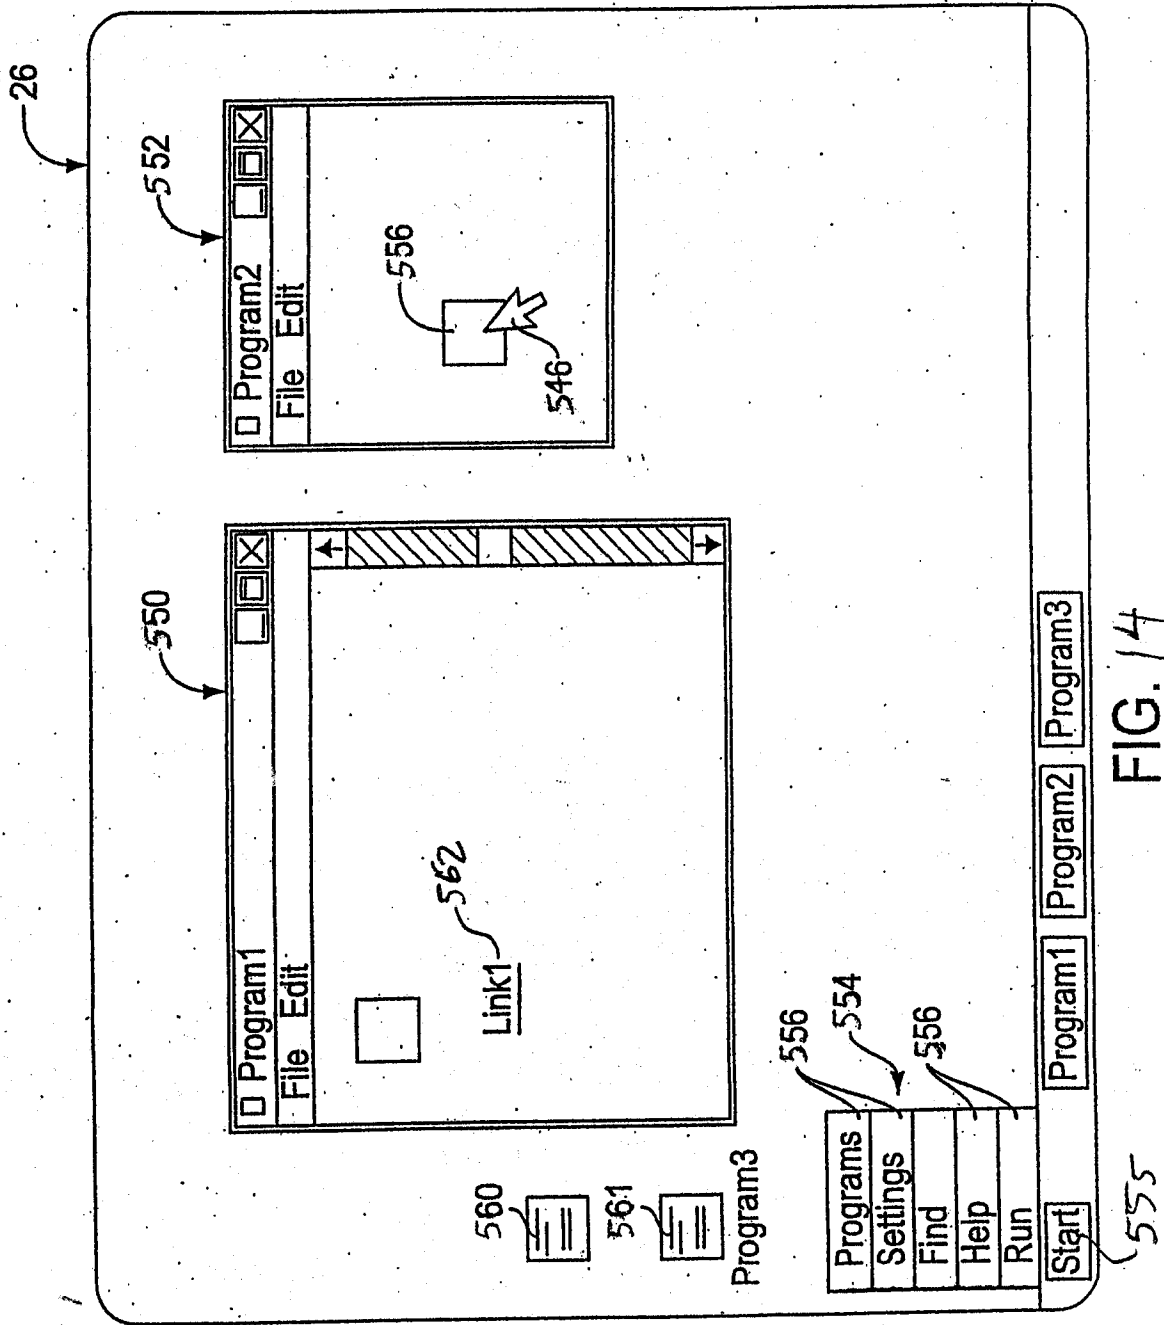 26
550
552
Program1
Program2
File Edit
File Edit
556
546
562
Link1
560
561
Program3
Programs
Settings
Find
Help
Run
556
554
556
Start
Program1
Program2
Program3
555
FIG. 14